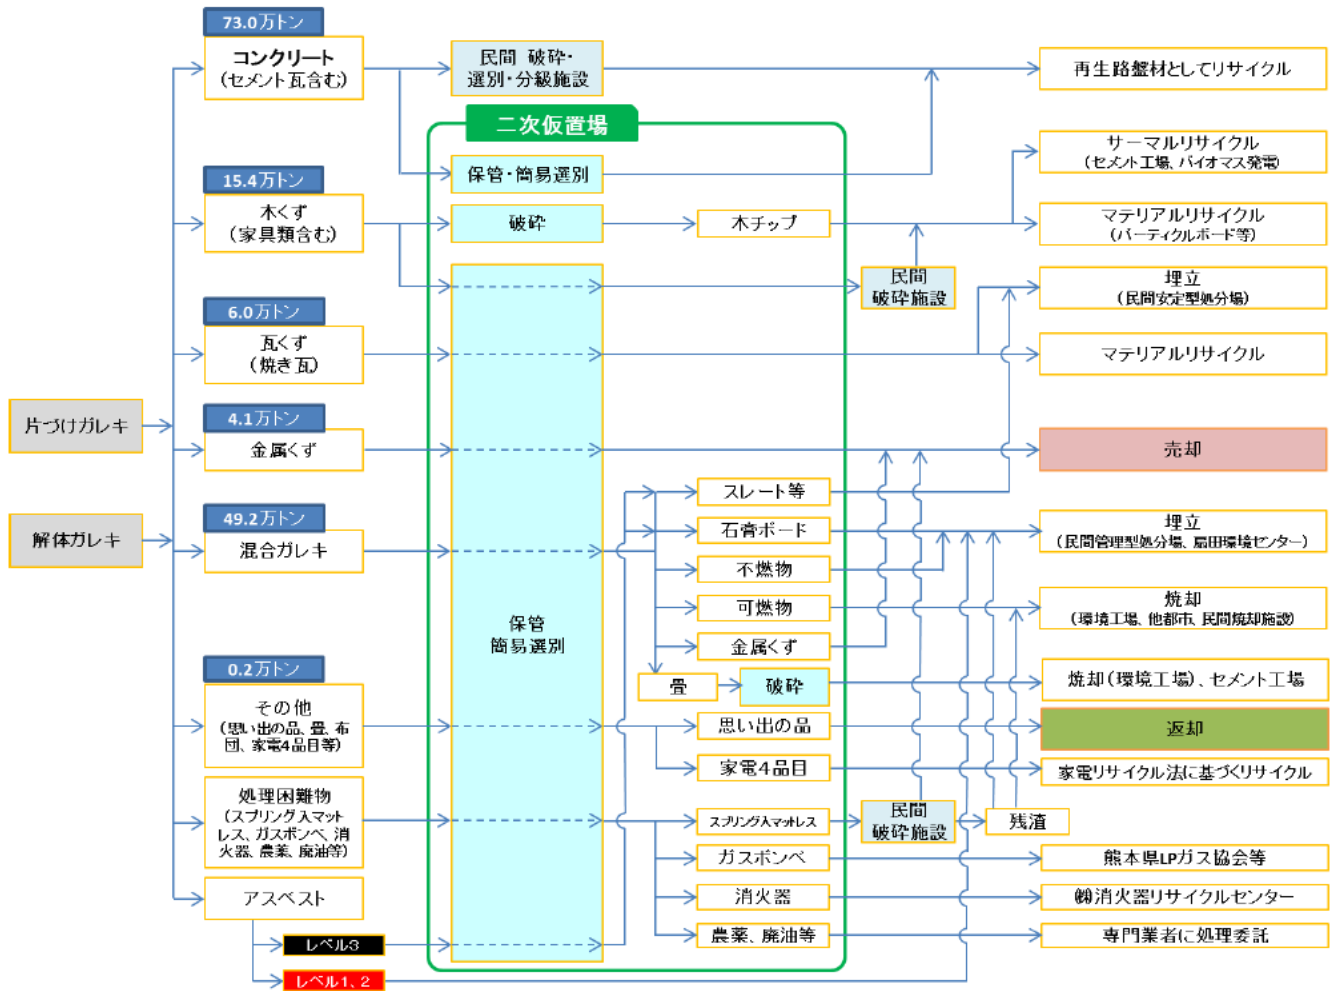 片づけガレキ
解体ガレキ
73.0万トン
コンクリート
(セメント瓦含む)
15.4万トン
木くず
(家具類含む)
6.0万トン
瓦くず
(焼き瓦)
4.1万トン
金属くず
49.2万トン
混合ガレキ
0.2万トン
その他
(思い出の品、畳、布
団、家電4品目等)
処理困難物
(スプリング入マット
レス、ガスボンベ、消
火器、農薬、廃油等)
アスベスト
レベル3
レベル1、2
民間 破砕・
選別・分級施設
二次仮置場
保管・簡易選別
破砕
保管
簡易選別
木チップ
民間
破砕施設
スレート等
石膏ボード
不燃物
可燃物
金属くず
畳
破砕
思い出の品
家電4品目
スプリング入マットレス
民間
破砕施設
残渣
ガスボンベ
消火器
農薬、廃油等
再生路盤材としてリサイクル
サーマルリサイクル
(セメント工場、バイオマス発電)
マテリアルリサイクル
(パーティクルボード等)
埋立
(民間安定型処分場)
マテリアルリサイクル
売却
埋立
(民間管理型処分場、扇田環境センター)
焼却
(環境工場、他都市、民間焼却施設)
焼却(環境工場)、セメント工場
返却
家電リサイクル法に基づくリサイクル
熊本県LPガス協会等
㈱消火器リサイクルセンター
専門業者に処理委託